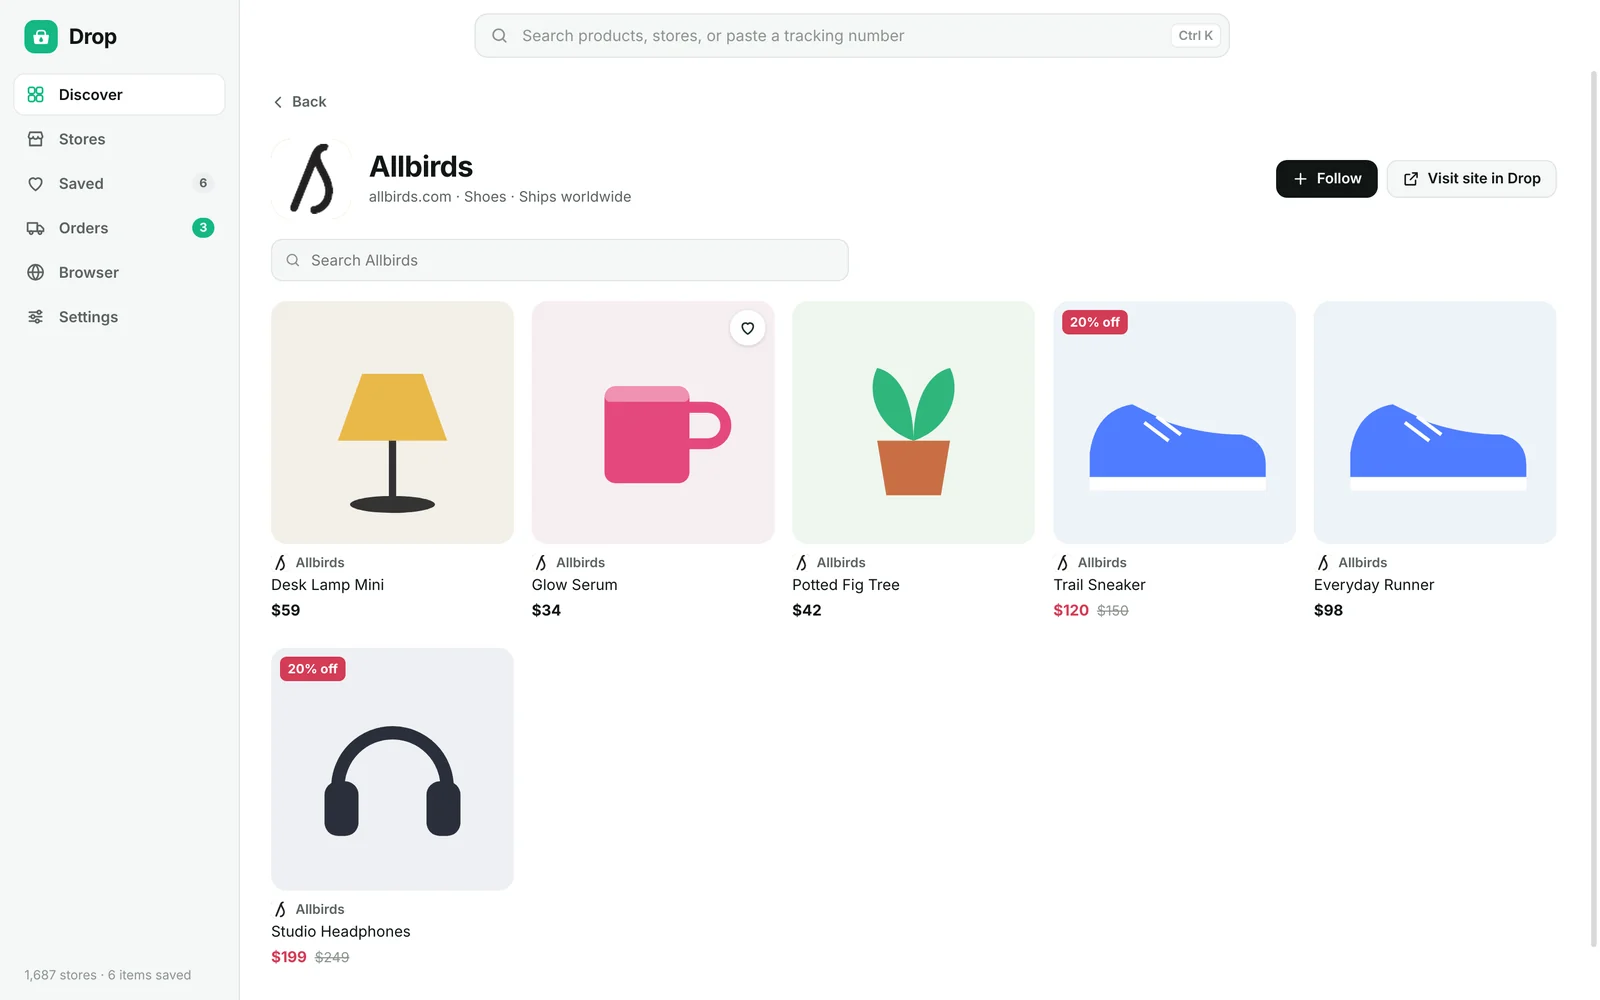 Drop
Search products, stores, or paste a tracking number
Ctrl K
Discover
Stores
Saved
6
Orders
3
Browser
Settings
Back
Allbirds
allbirds.com · Shoes · Ships worldwide
Follow
Visit site in Drop
Search Allbirds
20% off
Allbirds
Desk Lamp Mini
$59
Allbirds
Glow Serum
$34
Allbirds
Potted Fig Tree
$42
Allbirds
Trail Sneaker
$120 $150
Allbirds
Everyday Runner
$98
20% off
Allbirds
Studio Headphones
$199 $249
1,687 stores · 6 items saved